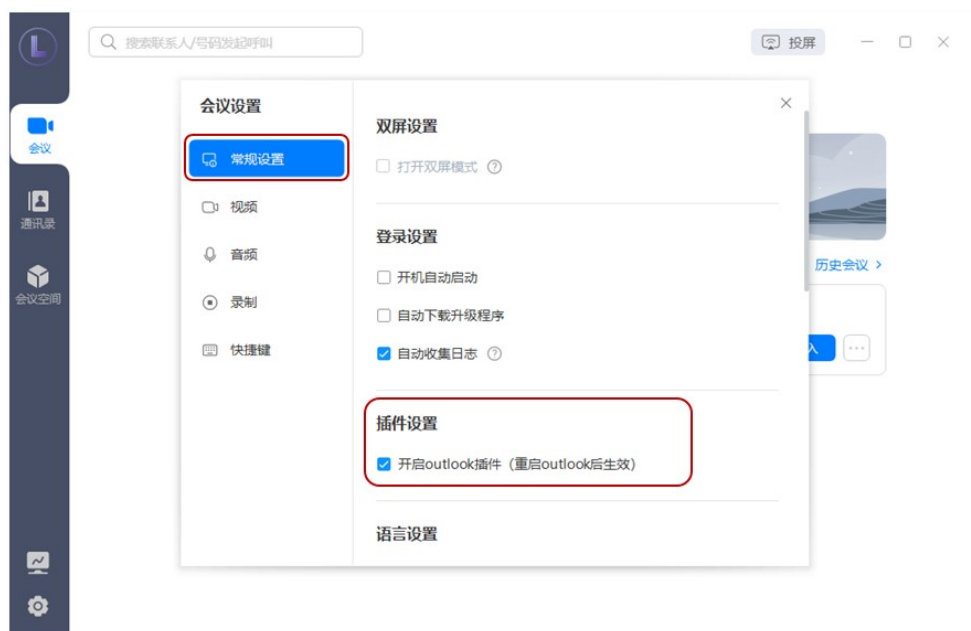 L
搜索联系人/号码发起呼叫
投屏
会议
通讯录
会议空间
会议设置
常规设置
视频
音频
录制
快捷键
双屏设置
打开双屏模式
登录设置
开机自动启动
自动下载升级程序
自动收集日志
插件设置
开启outlook插件（重启outlook后生效）
语言设置
历史会议 >
入